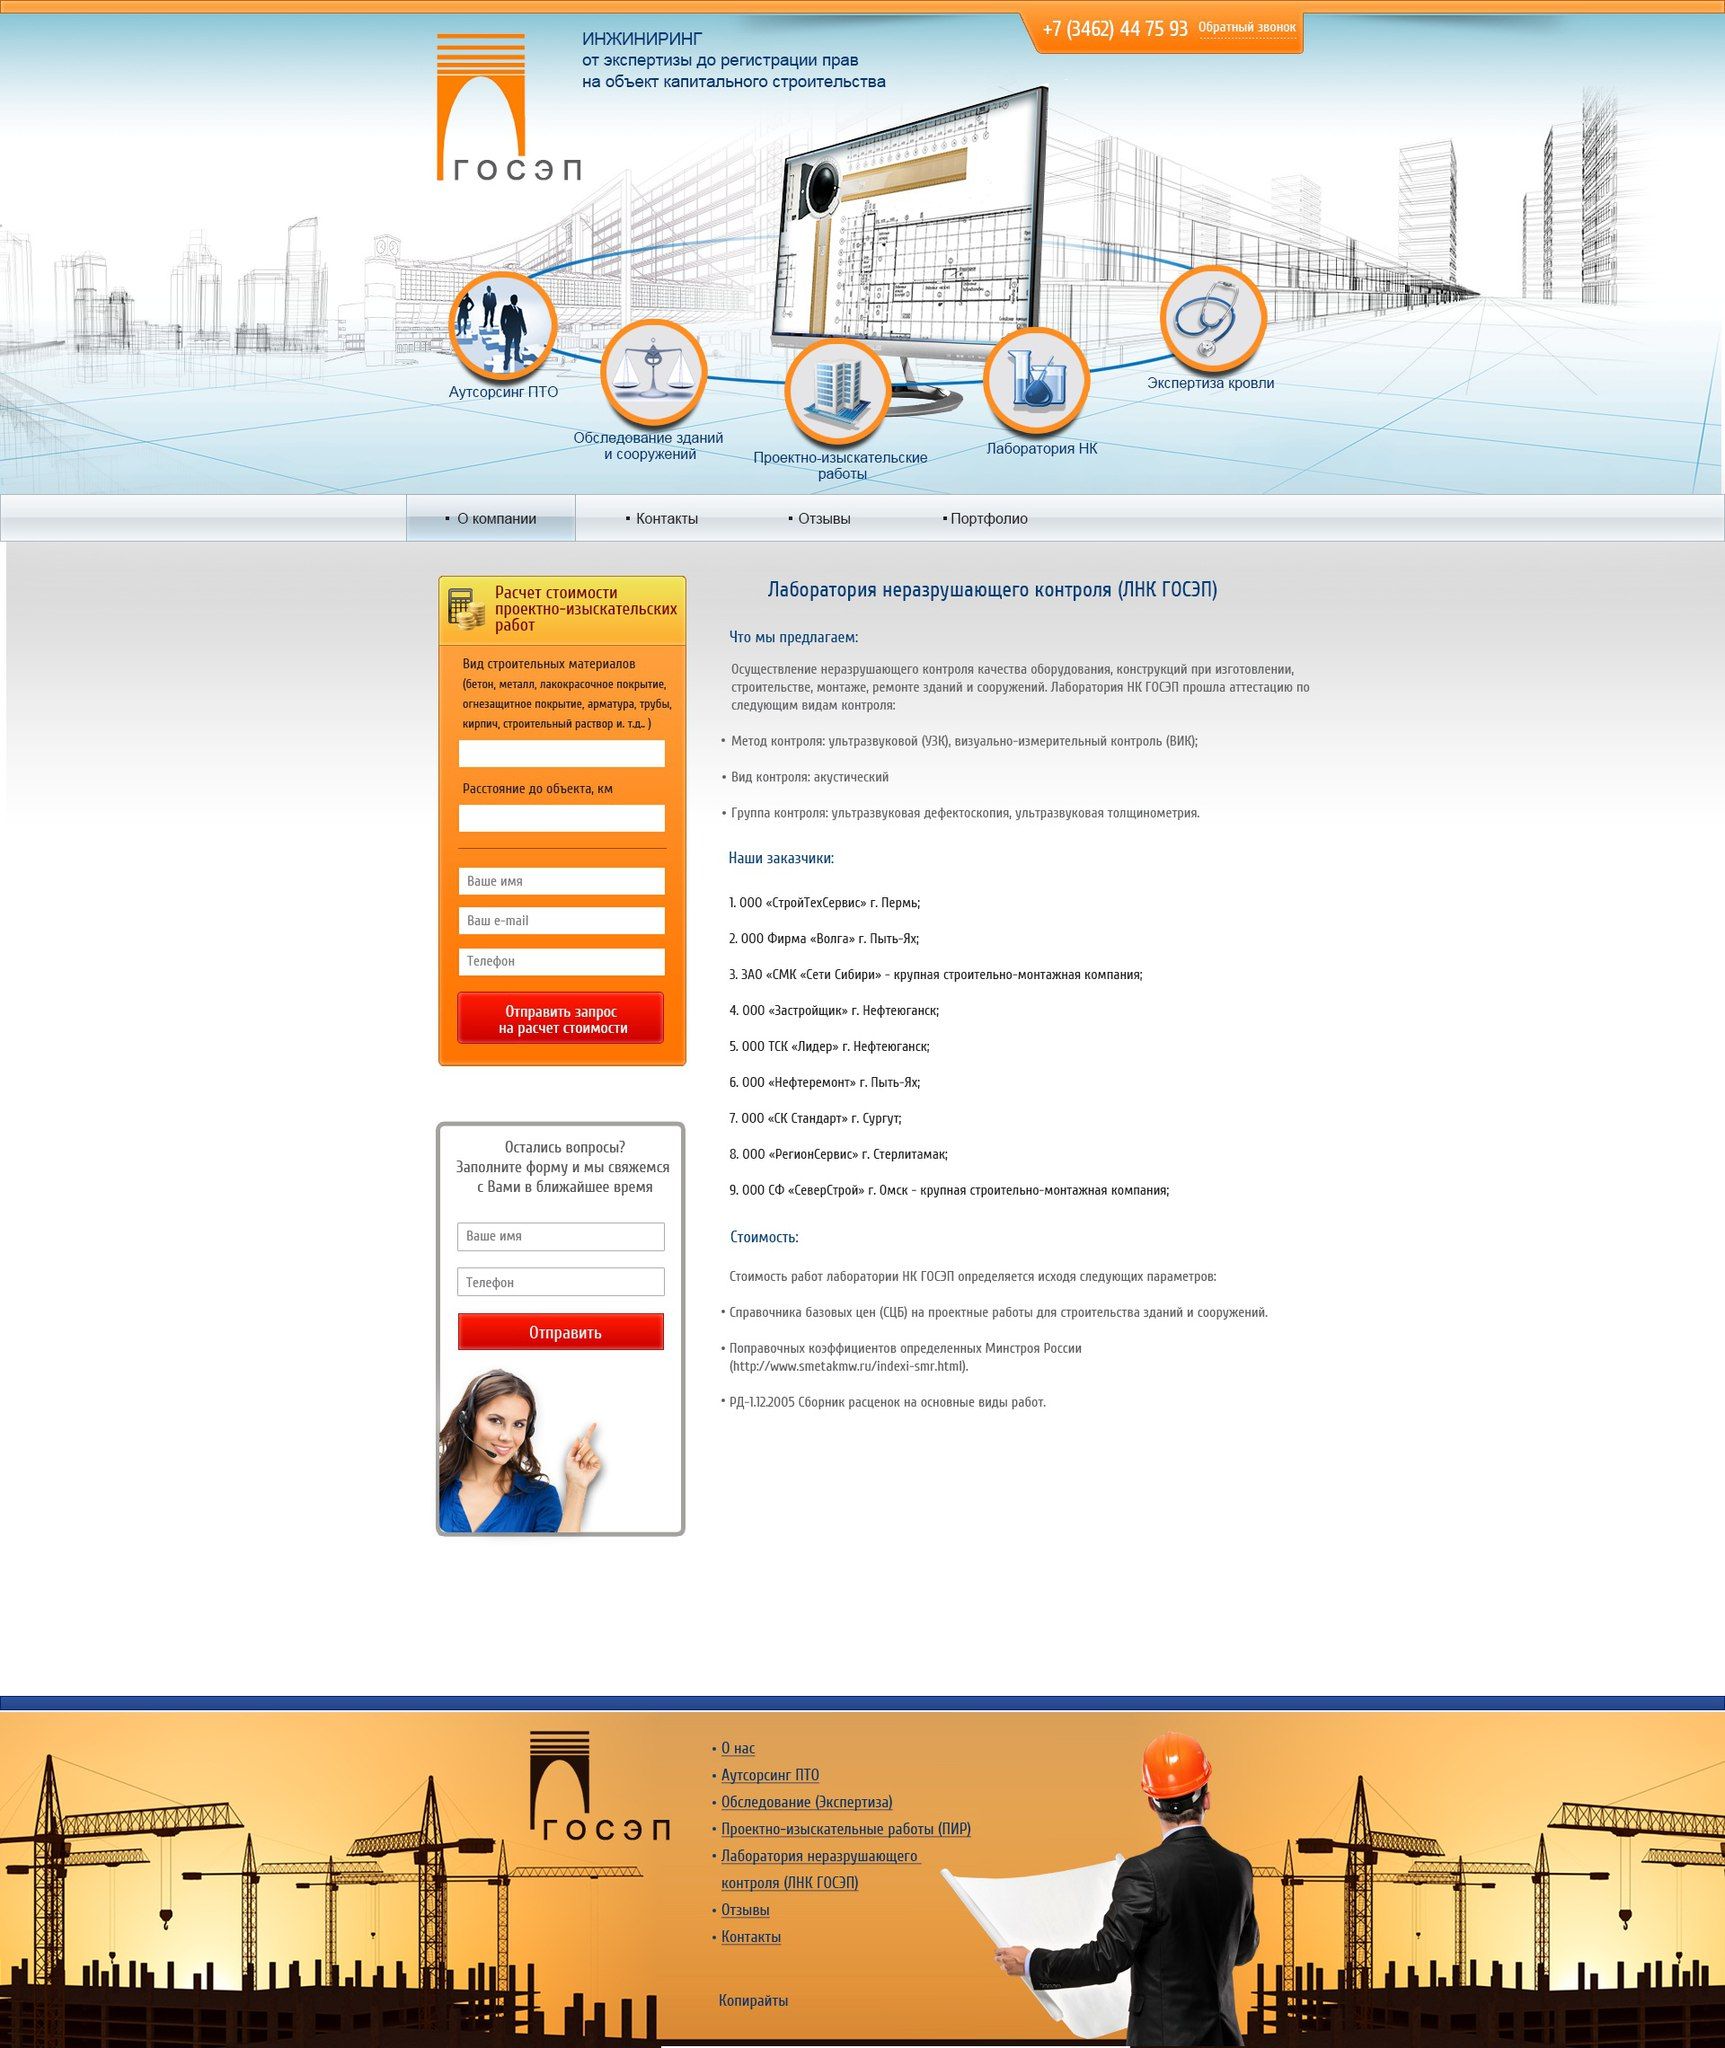 +7 (3462) 44 75 93 Обратный звонок
ИНЖИНИРИНГ
от экспертизы до регистрации прав
на объект капитального строительства
ГОСЭП
Аутсорсинг ПТО
Обследование зданий
и сооружений
Проектно-изыскательские
работы
Лаборатория НК
Экспертиза кровли
О компании
Контакты
Отзывы
Портфолио
Расчет стоимости
проектно-изыскательских
работ
Вид строительных материалов
(бетон, металл, лакокрасочное покрытие,
огнезащитное покрытие, арматура, трубы,
кирпич, строительный раствор и. т.д.. )
Расстояние до объекта, км
Ваше имя
Ваш e-mail
Телефон
Отправить запрос
на расчет стоимости
Остались вопросы?
Заполните форму и мы свяжемся
с Вами в ближайшее время
Ваше имя
Телефон
Отправить
Лаборатория неразрушающего контроля (ЛНК ГОСЭП)
Что мы предлагаем:
Осуществление неразрушающего контроля качества оборудования, конструкций при изготовлении,
строительстве, монтаже, ремонте зданий и сооружений. Лаборатория НК ГОСЭП прошла аттестацию по
следующим видам контроля:
• Метод контроля: ультразвуковой (УЗК), визуально-измерительный контроль (ВИК);
• Вид контроля: акустический
• Группа контроля: ультразвуковая дефектоскопия, ультразвуковая толщинометрия.
Наши заказчики:
1. ООО «СтройТехСервис» г. Пермь;
2. ООО Фирма «Волга» г. Пыть-Ях;
3. ЗАО «СМК «Сети Сибири» - крупная строительно-монтажная компания;
4. ООО «Застройщик» г. Нефтеюганск;
5. ООО ТСК «Лидер» г. Нефтеюганск;
6. ООО «Нефтеремонт» г. Пыть-Ях;
7. ООО «СК Стандарт» г. Сургут;
8. ООО «РегионСервис» г. Стерлитамак;
9. ООО СФ «СеверСтрой» г. Омск - крупная строительно-монтажная компания;
Стоимость:
Стоимость работ лаборатории НК ГОСЭП определяется исходя следующих параметров:
• Справочника базовых цен (СЦБ) на проектные работы для строительства зданий и сооружений.
• Поправочных коэффициентов определенных Минстроя России
(http://www.smetakmw.ru/indexi-smr.html).
• РД-1.12.2005 Сборник расценок на основные виды работ.
ГОСЭП
• О нас
• Аутсорсинг ПТО
• Обследование (Экспертиза)
• Проектно-изыскательные работы (ПИР)
• Лаборатория неразрушающего
контроля (ЛНК ГОСЭП)
• Отзывы
• Контакты
Копирайты